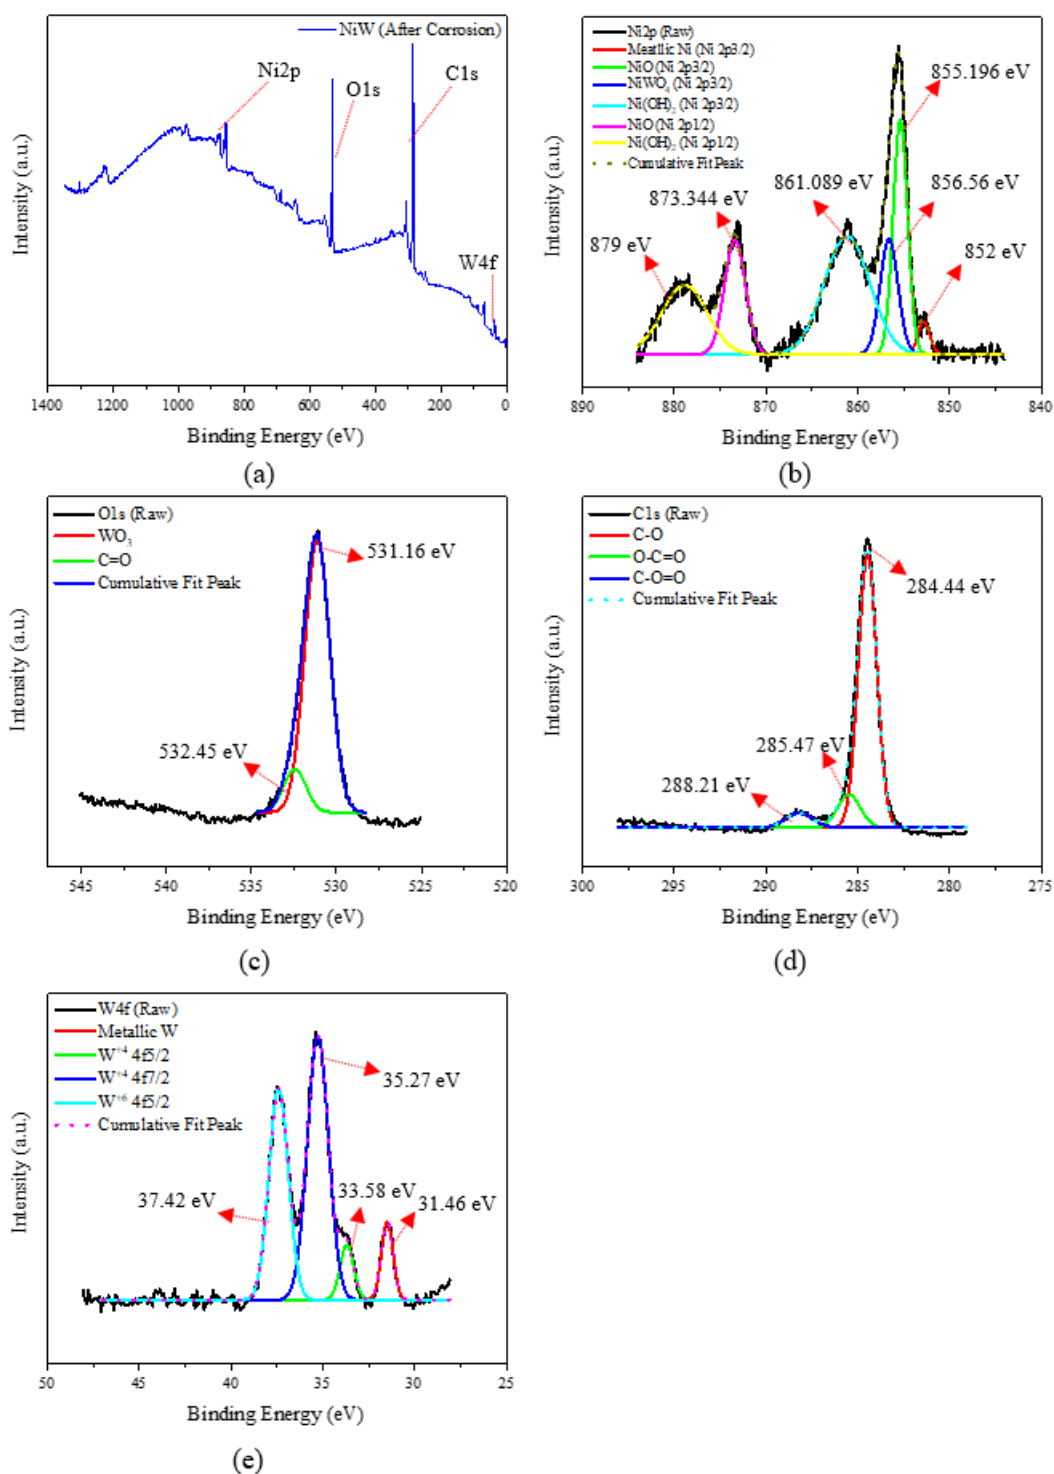 NiW (After Corrosion)
Ni2p
O1s
C1s
W4f
Intensity (a.u.)
1400 1200 1000 800 600 400 200 0
Binding Energy (eV)
(a)
Ni2p (Raw)
Meatllic Ni (Ni 2p3/2)
NiO (Ni 2p3/2)
NiWO₄ (Ni 2p3/2)
Ni(OH)₂ (Ni 2p3/2)
NiO (Ni 2p1/2)
Ni(OH)₂ (Ni 2p1/2)
Cumulative Fit Peak
855.196 eV
861.089 eV
873.344 eV
856.56 eV
879 eV
852 eV
Intensity (a.u.)
890 880 870 860 850 840
Binding Energy (eV)
(b)
O1s (Raw)
WO₃
C=O
Cumulative Fit Peak
531.16 eV
532.45 eV
Intensity (a.u.)
545 540 535 530 525 520
Binding Energy (eV)
(c)
C1s (Raw)
C-O
O-C=O
C-O=O
Cumulative Fit Peak
284.44 eV
285.47 eV
288.21 eV
Intensity (a.u.)
300 295 290 285 280 275
Binding Energy (eV)
(d)
W4f (Raw)
Metallic W
W⁺⁴ 4f5/2
W⁺⁴ 4f7/2
W⁺⁶ 4f5/2
Cumulative Fit Peak
35.27 eV
37.42 eV
33.58 eV
31.46 eV
Intensity (a.u.)
50 45 40 35 30 25
Binding Energy (eV)
(e)